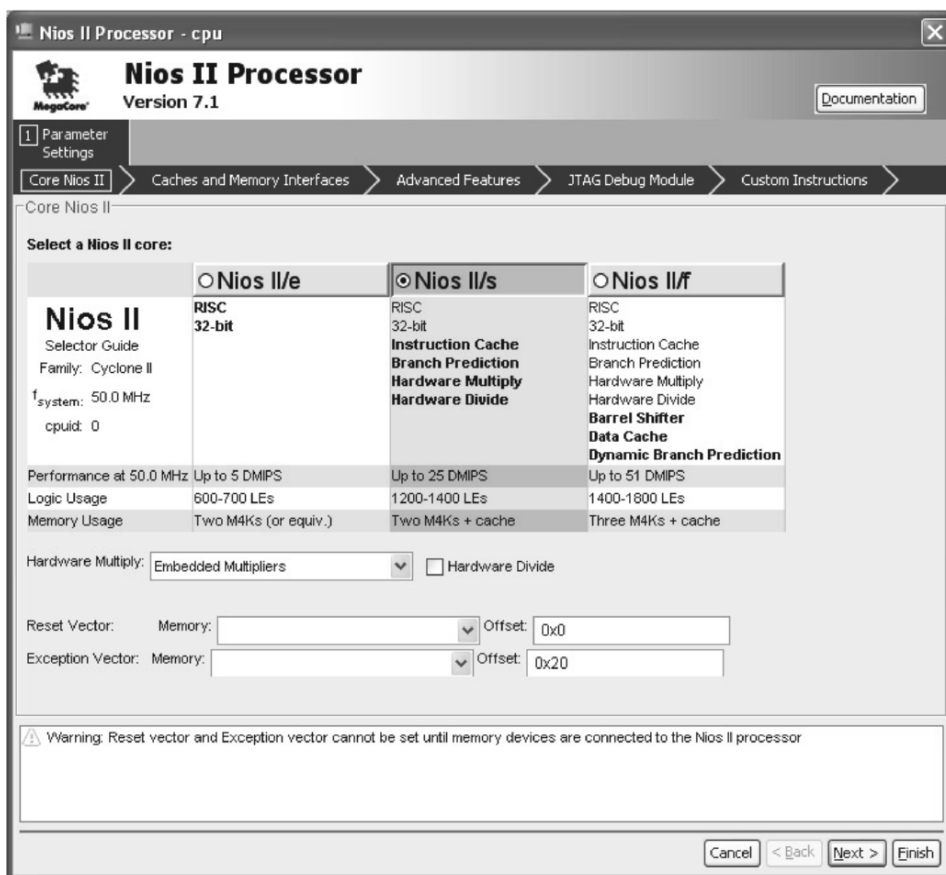 Nios II Processor - cpu
Nios II Processor
MegaCore®
Version 7.1
Documentation
1 Parameter
Settings
Core Nios II Caches and Memory Interfaces Advanced Features JTAG Debug Module Custom Instructions
Core Nios II
Select a Nios II core:
Nios II/e Nios II/s Nios II/f
Nios II
Selector Guide
Family: Cyclone II
fsystem: 50.0 MHz
cpuid: 0
RISC
32-bit
RISC
32-bit
Instruction Cache
Branch Prediction
Hardware Multiply
Hardware Divide
RISC
32-bit
Instruction Cache
Branch Prediction
Hardware Multiply
Hardware Divide
Barrel Shifter
Data Cache
Dynamic Branch Prediction
Performance at 50.0 MHz Up to 5 DMIPS Up to 25 DMIPS Up to 51 DMIPS
Logic Usage 600-700 LEs 1200-1400 LEs 1400-1800 LEs
Memory Usage Two M4Ks (or equiv.) Two M4Ks + cache Three M4Ks + cache
Hardware Multiply: Embedded Multipliers Hardware Divide
Reset Vector: Memory: Offset: 0x0
Exception Vector: Memory: Offset: 0x20
Warning: Reset vector and Exception vector cannot be set until memory devices are connected to the Nios II processor
Cancel < Back Next > Finish